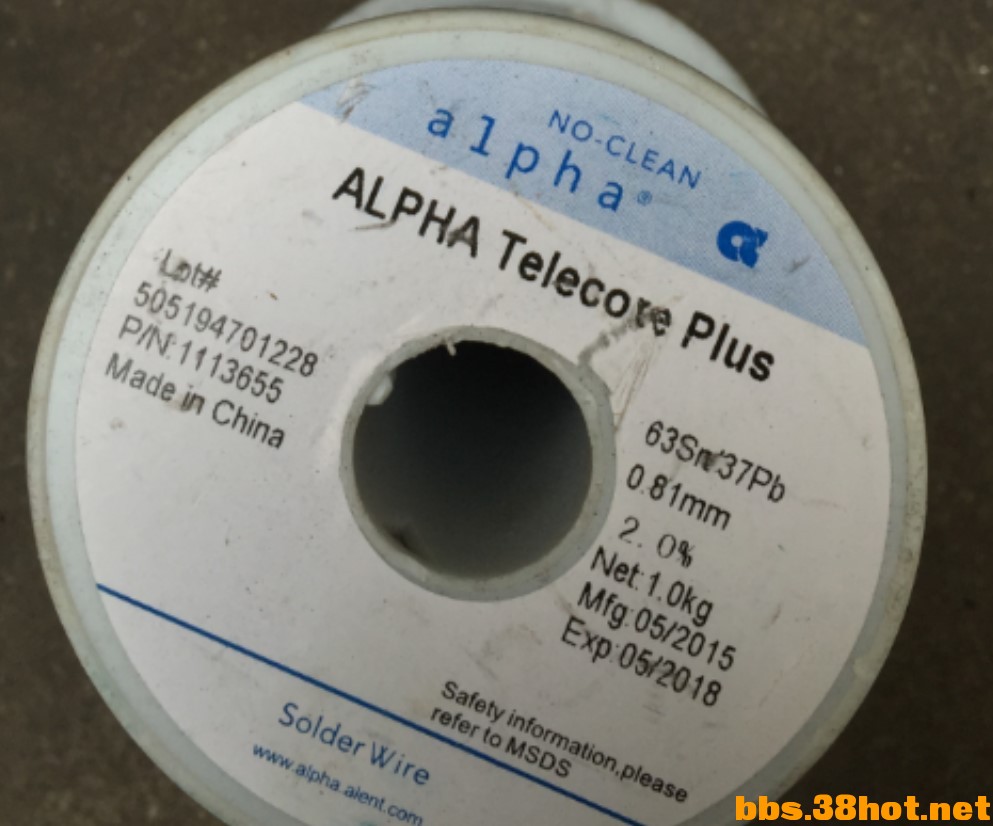 NO-CLEAN
alpha®
ALPHA Telecore Plus
Lot#
505194701228
P/N:1113655
Made in China
63Sn/37Pb
0.81mm
2.0%
Net:1.0kg
Mfg:05/2015
Exp:05/2018
Safety information,please
refer to MSDS
Solder Wire
www.alpha.alent.com
bbs.38hot.net